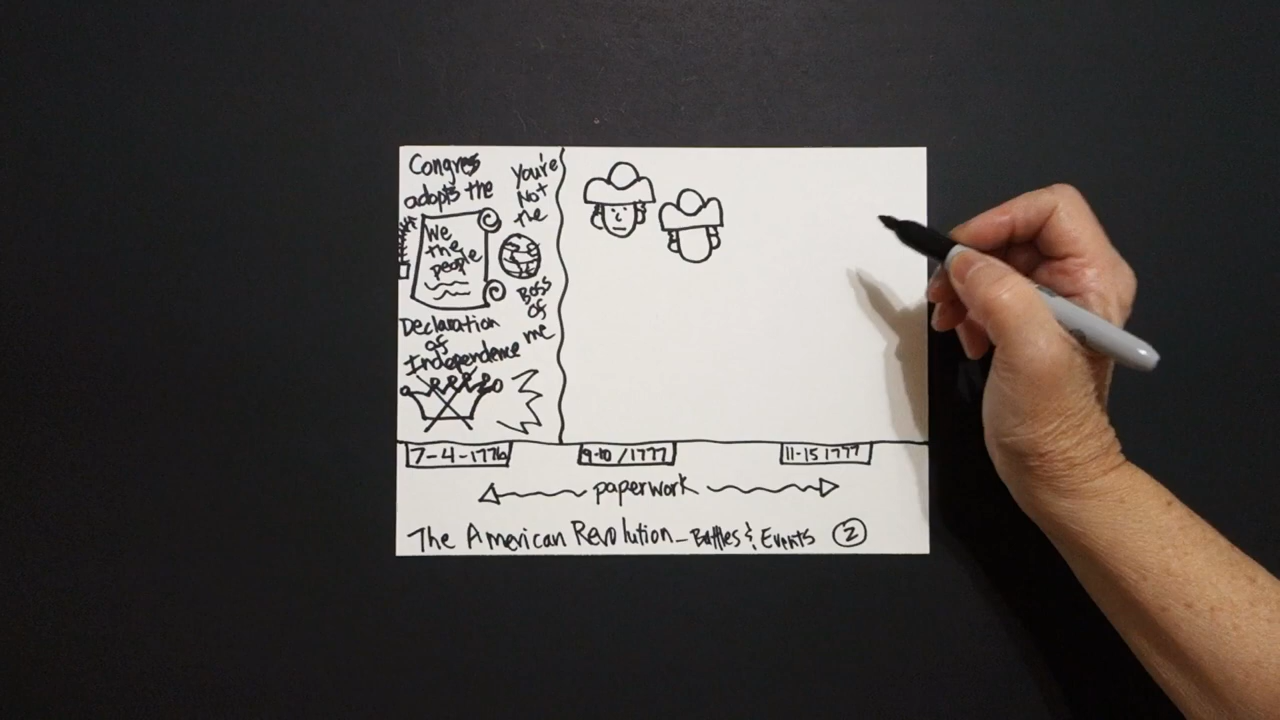 Congres
adopts the
We
the
people
Declaration
of
Independence
you're
Not
the
Boss
of
me
7-4-1776
9-10/1777
11-15 1777
paperwork
The American Revolution - Battles & Events 2